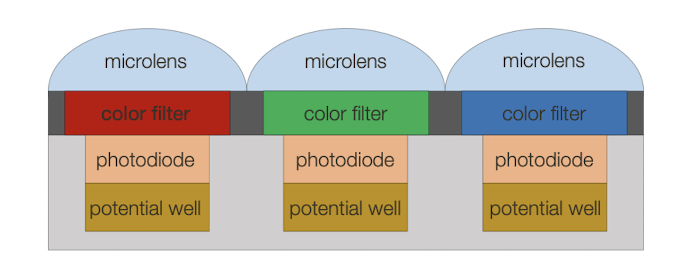 microlens microlens microlens
color filter color filter color filter
photodiode photodiode photodiode
potential well potential well potential well